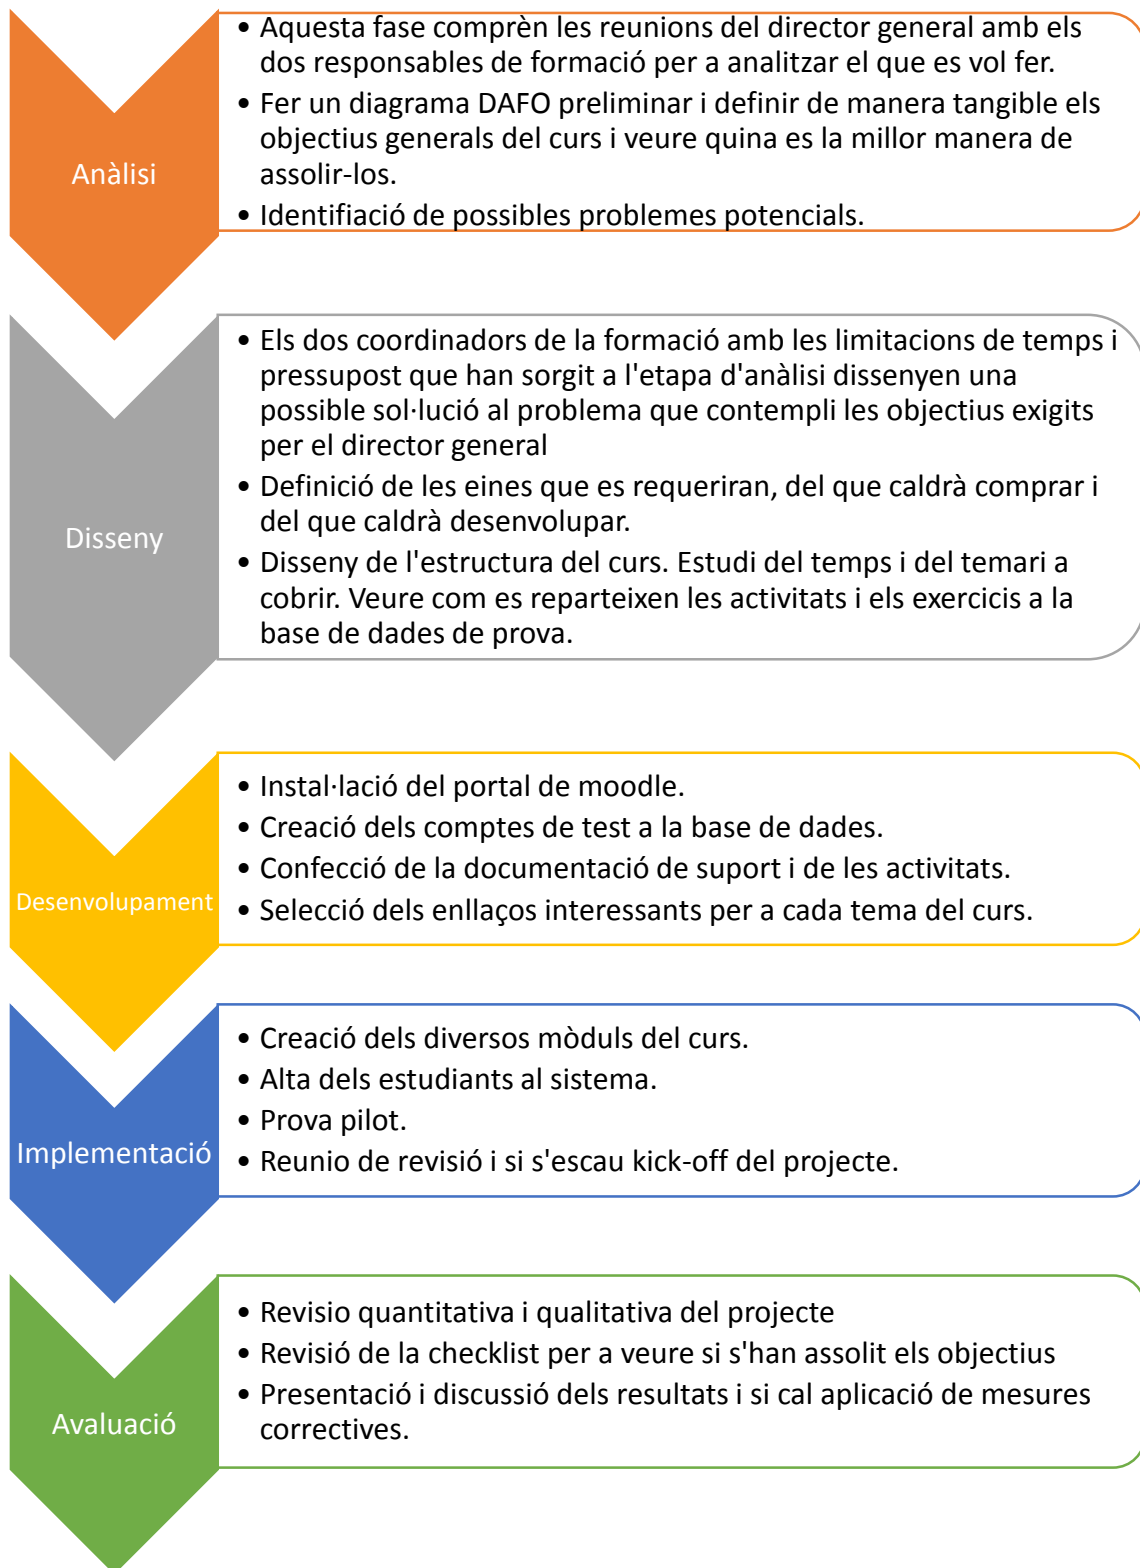 Anàlisi
• Aquesta fase comprèn les reunions del director general amb els
dos responsables de formació per a analitzar el que es vol fer.
• Fer un diagrama DAFO preliminar i definir de manera tangible els
objectius generals del curs i veure quina es la millor manera de
assolir-los.
• Identifiació de possibles problemes potencials.
Disseny
• Els dos coordinadors de la formació amb les limitacions de temps i
pressupost que han sorgit a l'etapa d'anàlisi dissenyen una
possible sol·lució al problema que contempli les objectius exigits
per el director general
• Definició de les eines que es requeriran, del que caldrà comprar i
del que caldrà desenvolupar.
• Disseny de l'estructura del curs. Estudi del temps i del temari a
cobrir. Veure com es reparteixen les activitats i els exercicis a la
base de dades de prova.
Desenvolupament
• Instal·lació del portal de moodle.
• Creació dels comptes de test a la base de dades.
• Confecció de la documentació de suport i de les activitats.
• Selecció dels enllaços interessants per a cada tema del curs.
Implementació
• Creació dels diversos mòduls del curs.
• Alta dels estudiants al sistema.
• Prova pilot.
• Reunio de revisió i si s'escau kick-off del projecte.
Avaluació
• Revisio quantitativa i qualitativa del projecte
• Revisió de la checklist per a veure si s'han assolit els objectius
• Presentació i discussió dels resultats i si cal aplicació de mesures
correctives.